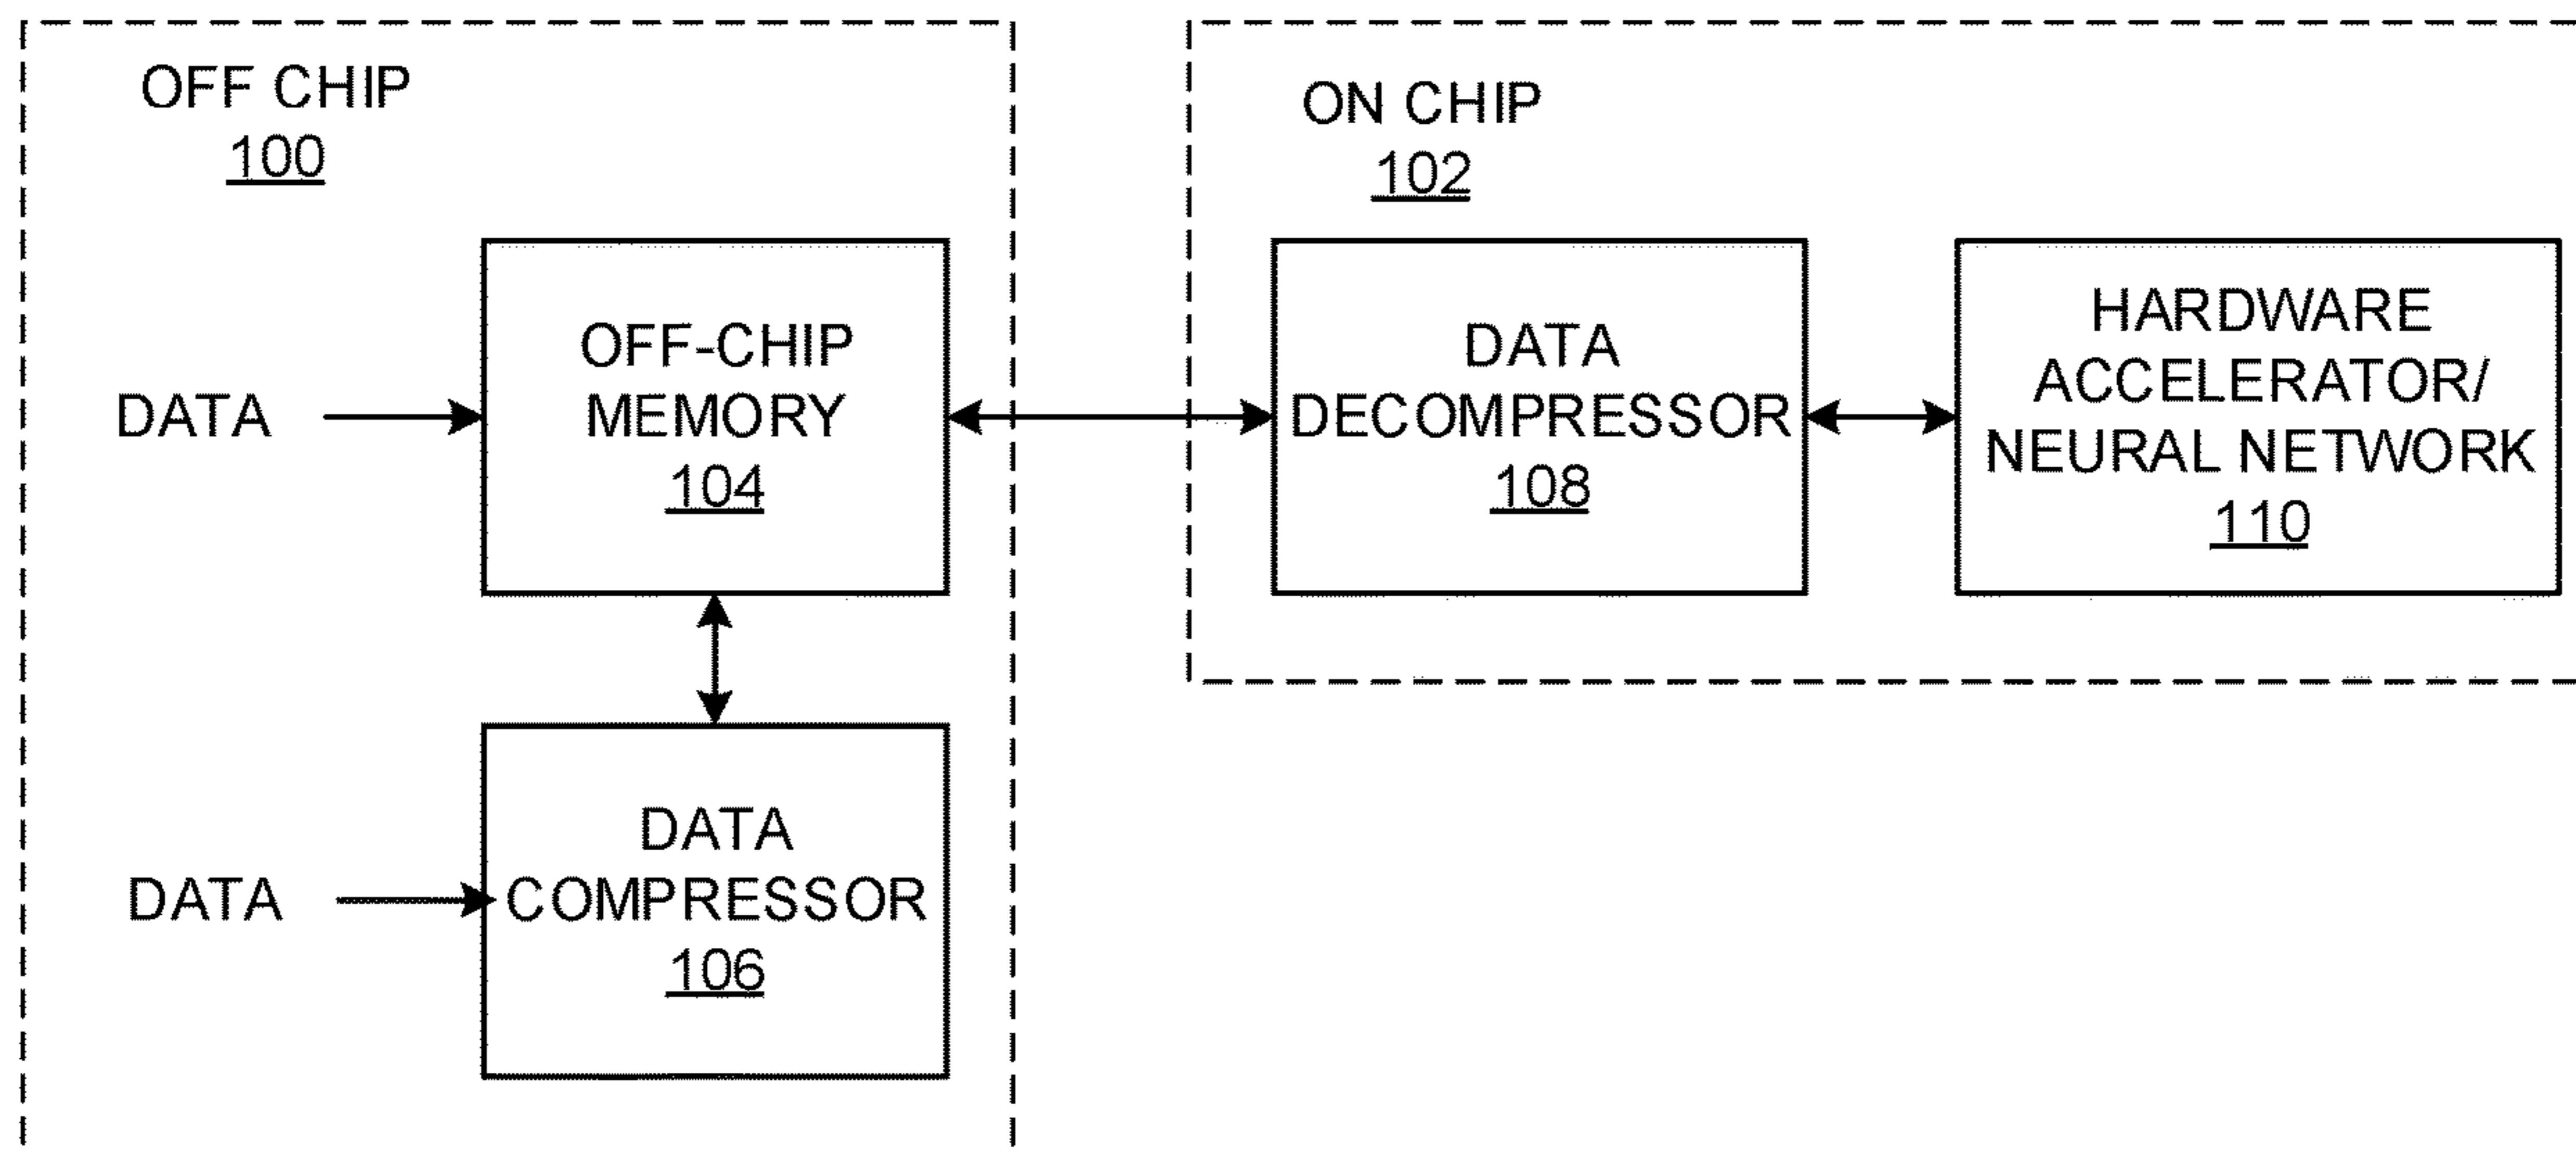 OFF CHIP
100
DATA
OFF-CHIP
MEMORY
104
DATA
DATA
COMPRESSOR
106
ON CHIP
102
DATA
DECOMPRESSOR
108
HARDWARE
ACCELERATOR/
NEURAL NETWORK
110